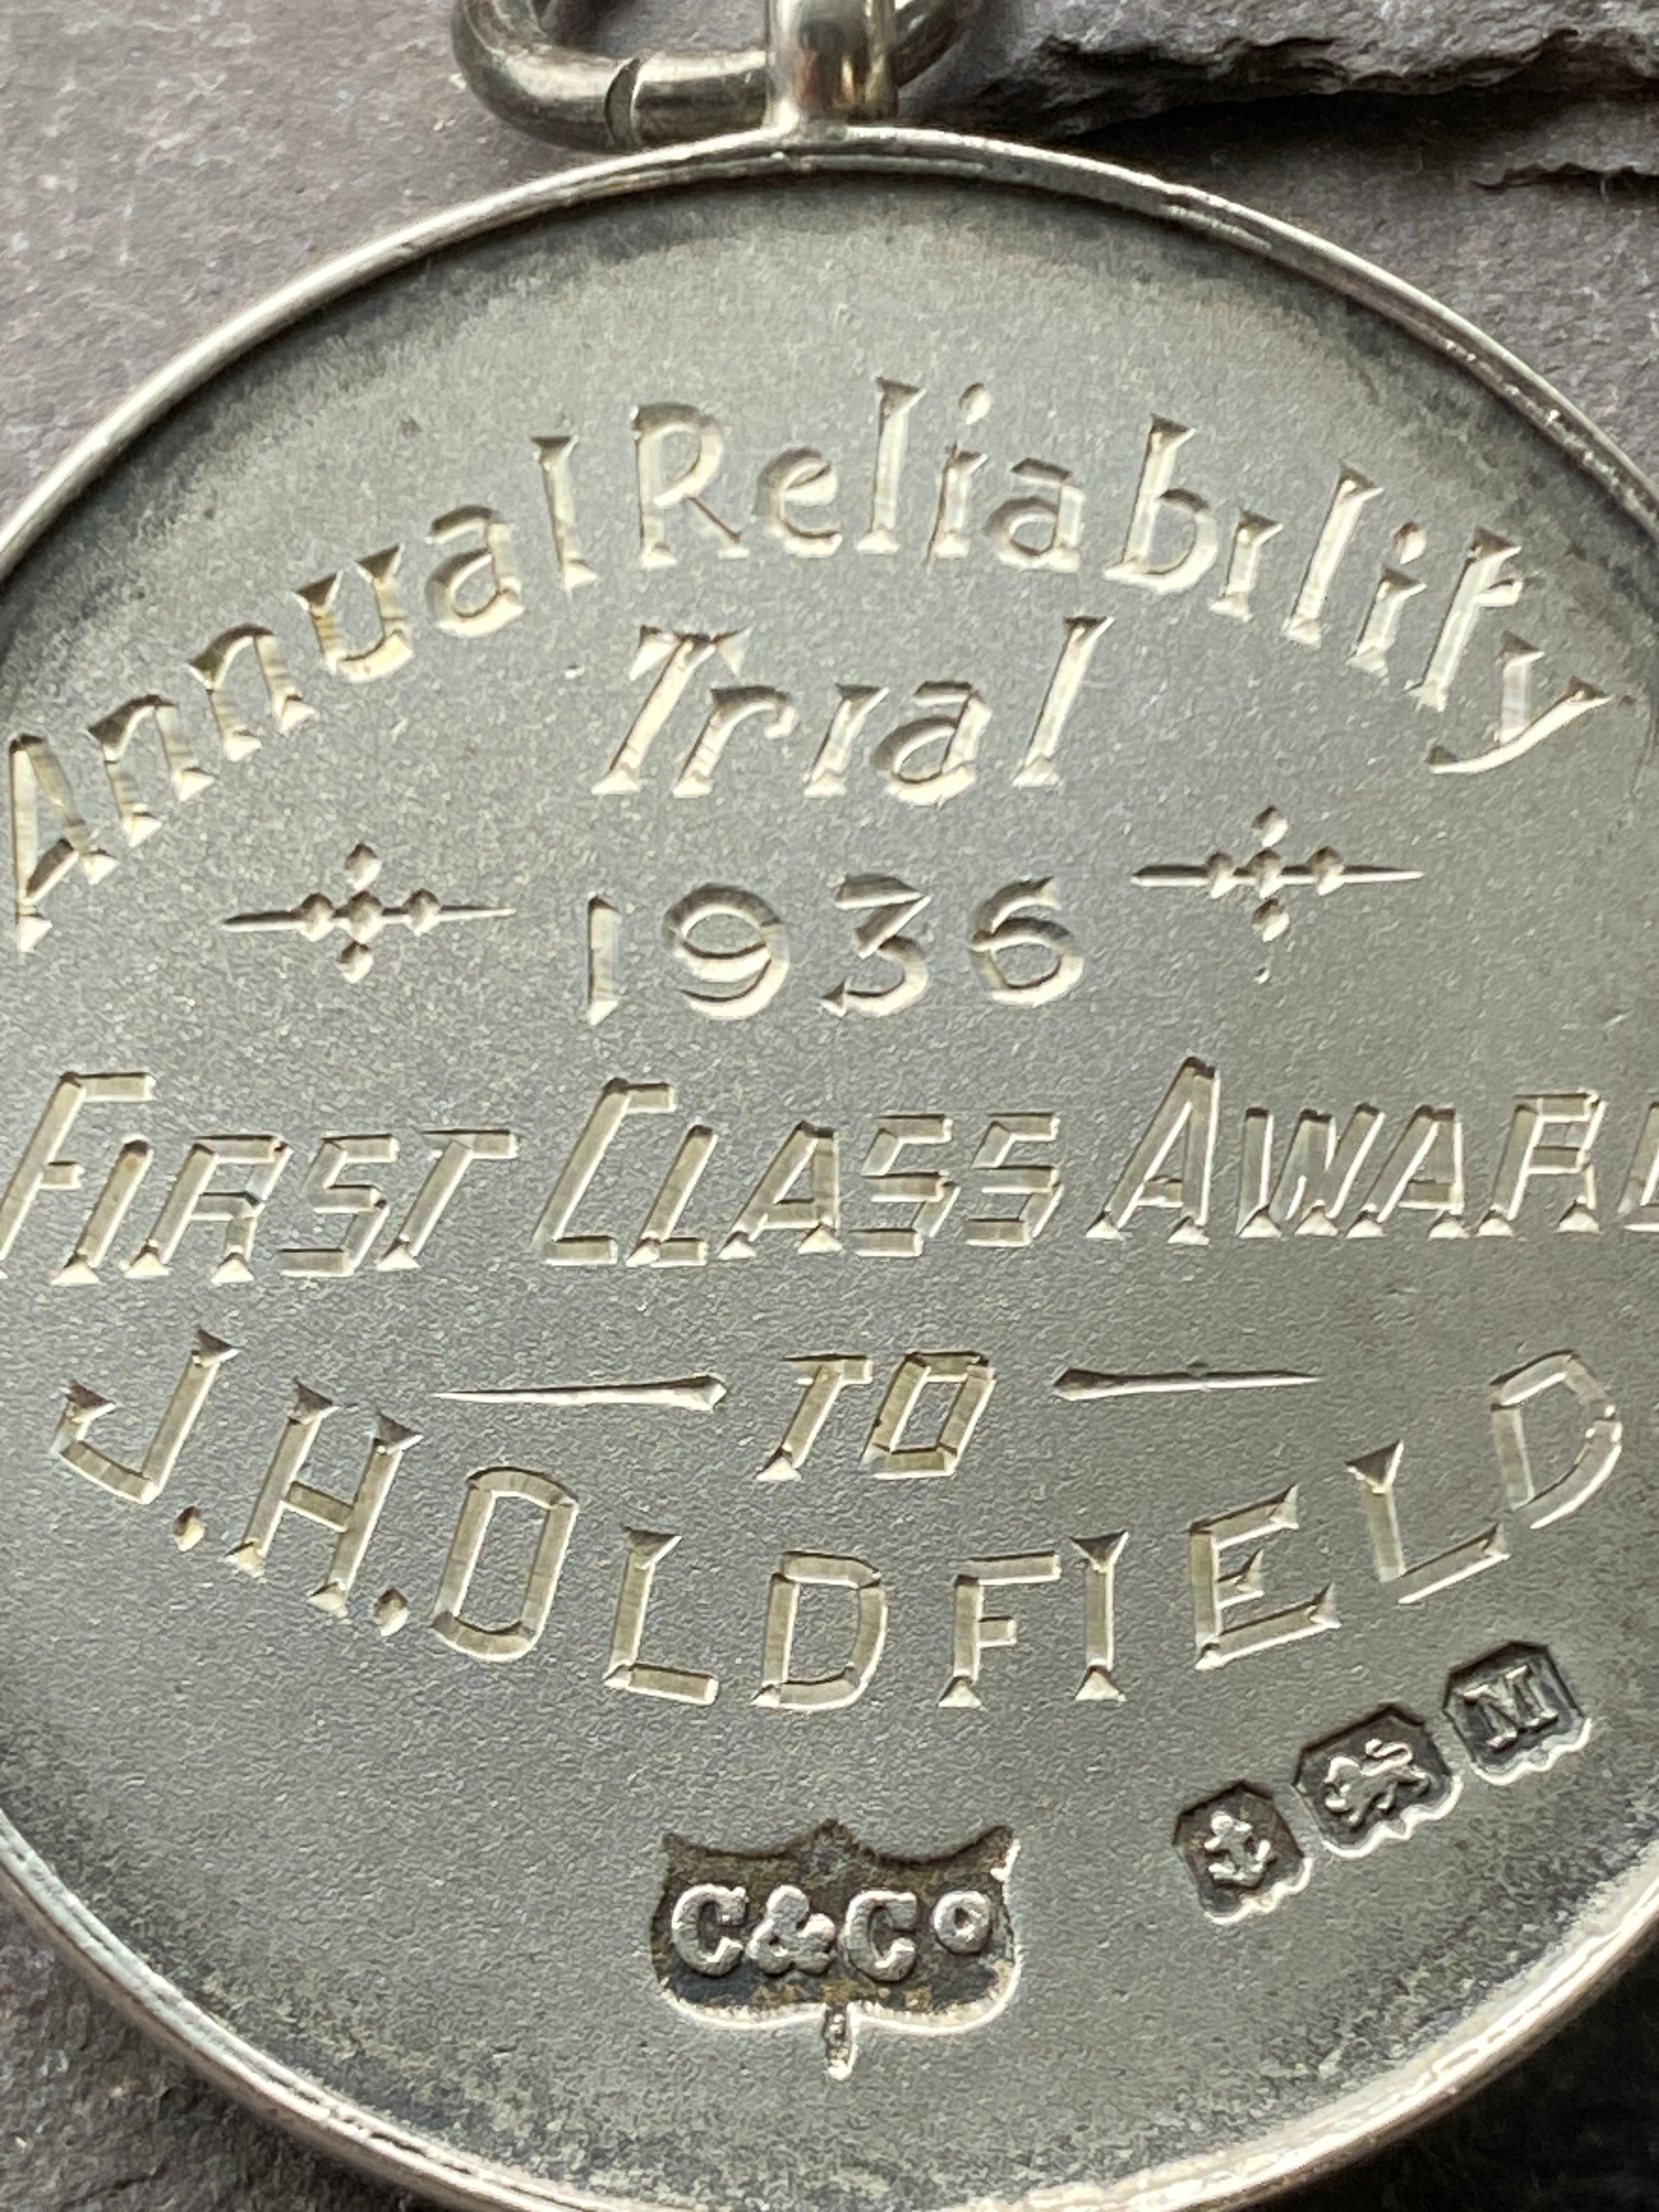 Annual Reliability
Trial
1936
FIRST CLASS AWARD
TO
J.H.OLDFIELD
M
C&Co